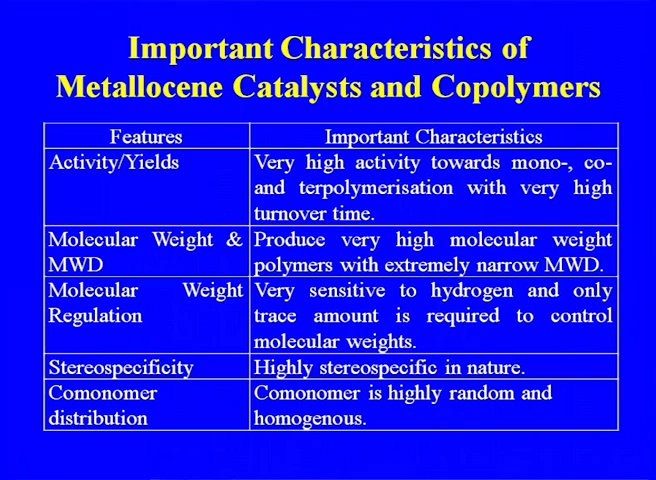 Important Characteristics of
Metallocene Catalysts and Copolymers
Features
Important Characteristics
Activity/Yields
Very high activity towards mono-, co-
and terpolymerisation with very high
turnover time.
Molecular Weight &
MWD
Produce very high molecular weight
polymers with extremely narrow MWD.
Molecular Weight
Regulation
Very sensitive to hydrogen and only
trace amount is required to control
molecular weights.
Stereospecificity
Highly stereospecific in nature.
Comonomer
distribution
Comonomer is highly random and
homogenous.